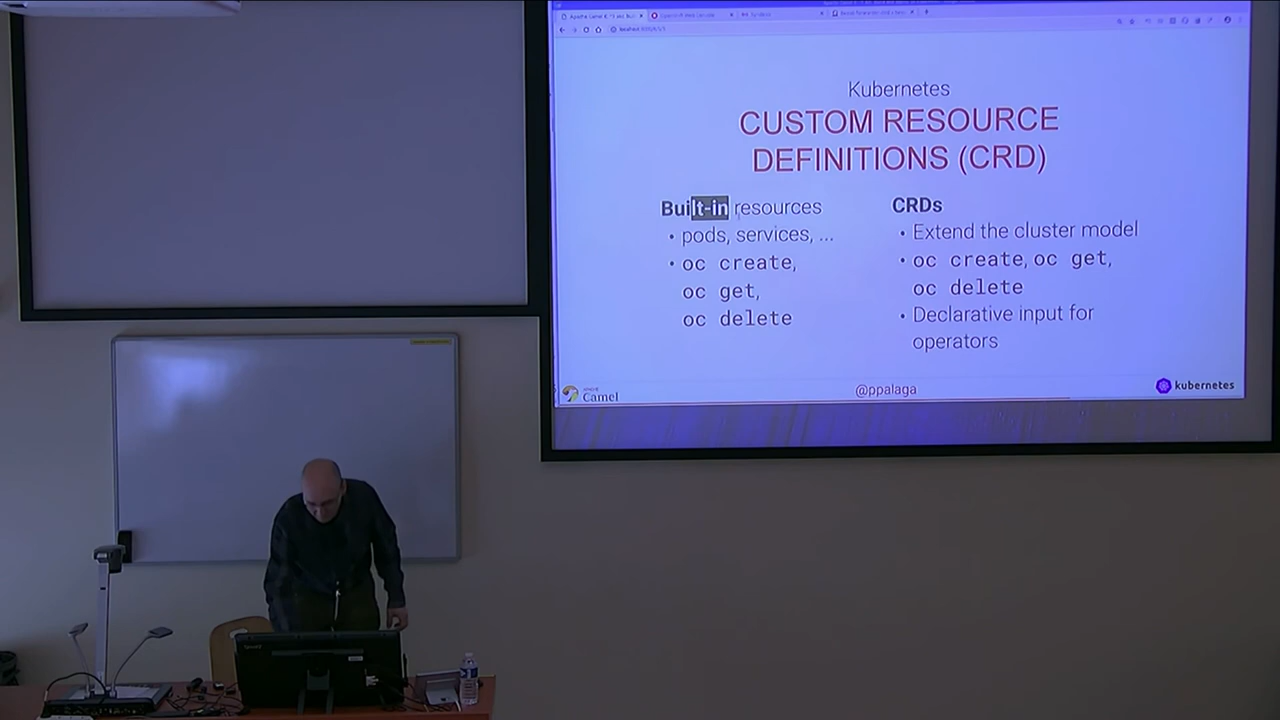 Kubernetes
CUSTOM RESOURCE
DEFINITIONS (CRD)
Built-in resources
• pods, services, ...
• oc create,
oc get,
oc delete
CRDs
• Extend the cluster model
• oc create, oc get,
oc delete
• Declarative input for
operators
APACHE
Camel
@ppalaga
kubernetes